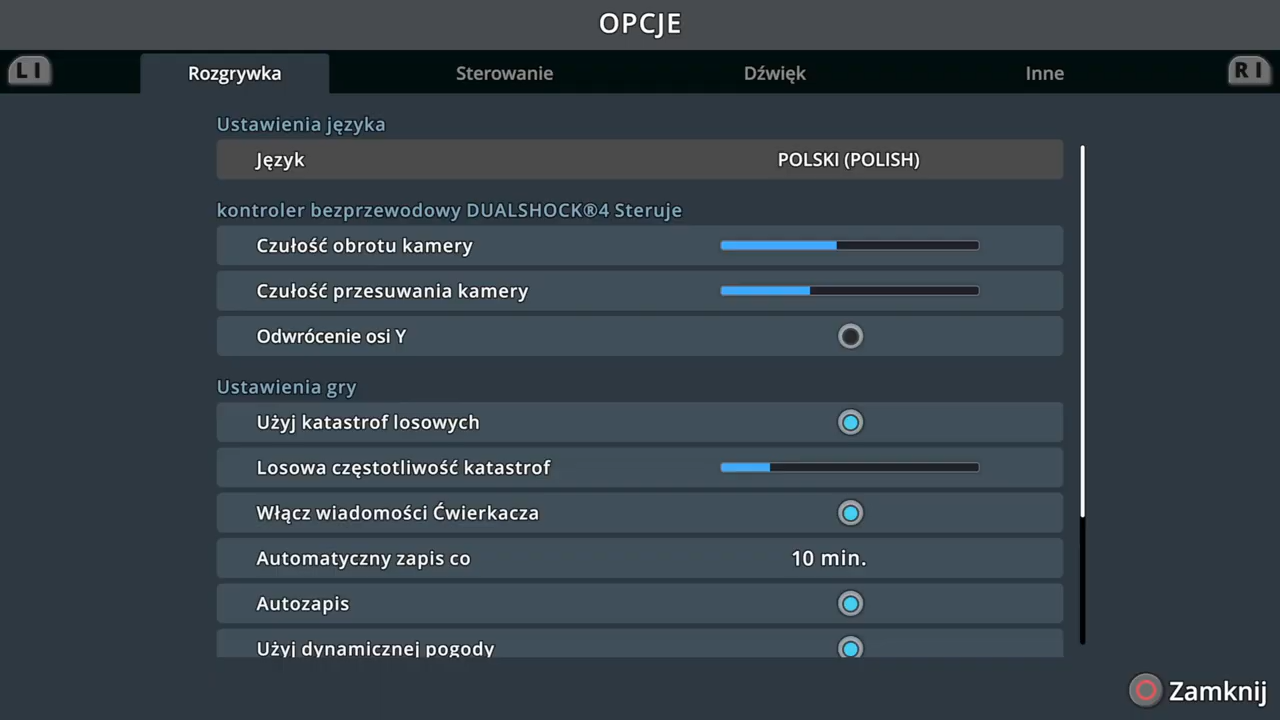 OPCJE
L1 Rozgrywka Sterowanie Dźwięk Inne R1
Ustawienia języka
Język POLSKI (POLISH)
kontroler bezprzewodowy DUALSHOCK®4 Steruje
Czułość obrotu kamery
Czułość przesuwania kamery
Odwrócenie osi Y
Ustawienia gry
Użyj katastrof losowych
Losowa częstotliwość katastrof
Włącz wiadomości Ćwierkacza
Automatyczny zapis co 10 min.
Autozapis
Użyj dynamicznej pogody
Zamknij